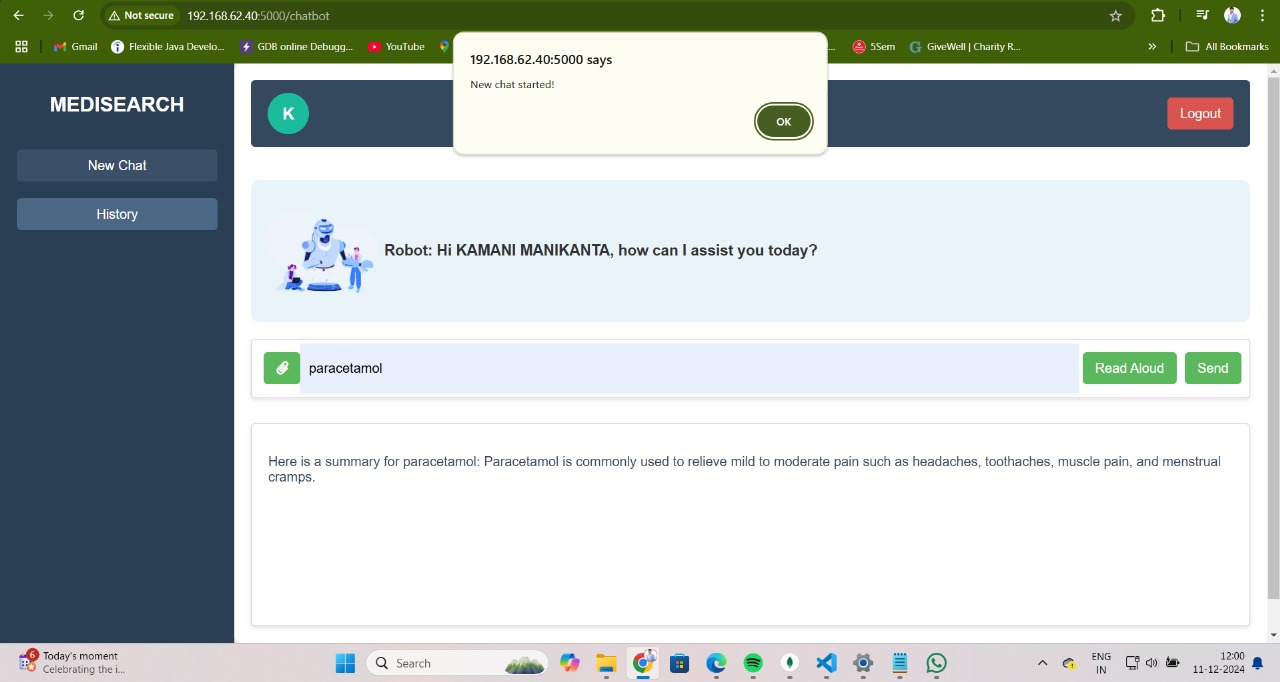 Not secure
192.168.62.40:5000/chatbot
Gmail
Flexible Java Develo...
GDB online Debugg...
YouTube
...
5Sem
G
GiveWell | Charity R...
»
All Bookmarks
192.168.62.40:5000 says
New chat started!
OK
MEDISEARCH
New Chat
History
K
Logout
Robot: Hi KAMANI MANIKANTA, how can I assist you today?
paracetamol
Read Aloud
Send
Here is a summary for paracetamol: Paracetamol is commonly used to relieve mild to moderate pain such as headaches, toothaches, muscle pain, and menstrual
cramps.
6
Today's moment
Celebrating the i...
Search
ENG
IN
12:00
11-12-2024